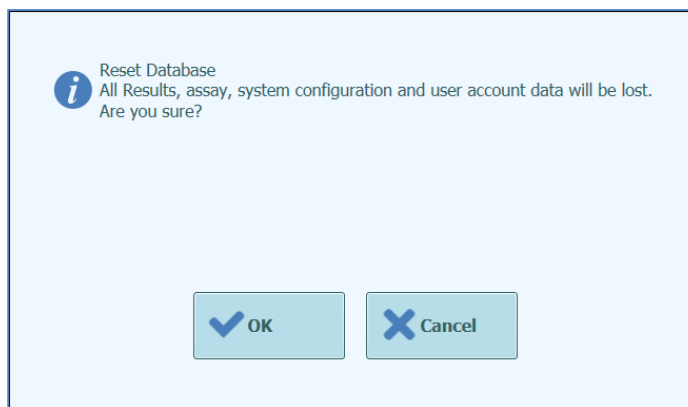 Reset Database
All Results, assay, system configuration and user account data will be lost.
Are you sure?
OK
Cancel